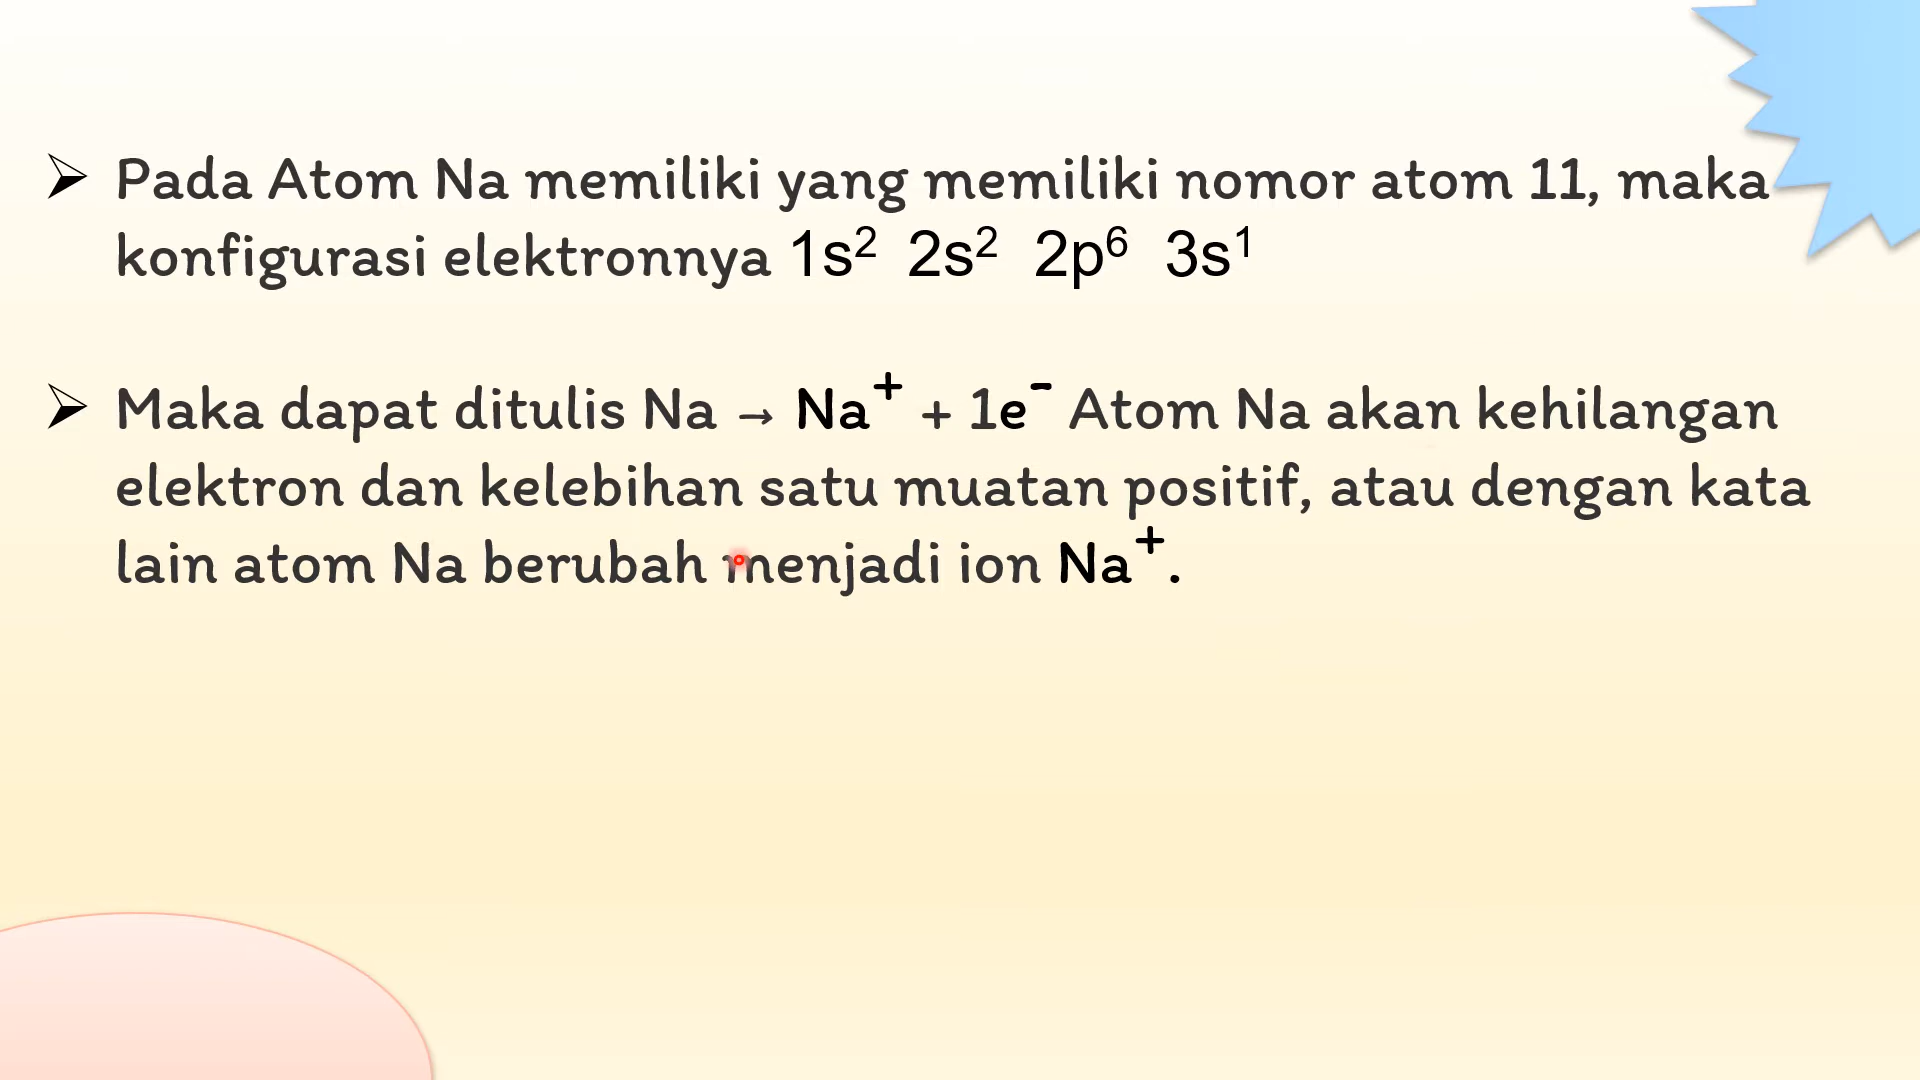 ➢ Pada Atom Na memiliki yang memiliki nomor atom 11, maka
konfigurasi elektronnya 1s² 2s² 2p⁶ 3s¹
➢ Maka dapat ditulis Na → Na⁺ + 1e⁻ Atom Na akan kehilangan
elektron dan kelebihan satu muatan positif, atau dengan kata
lain atom Na berubah menjadi ion Na⁺.